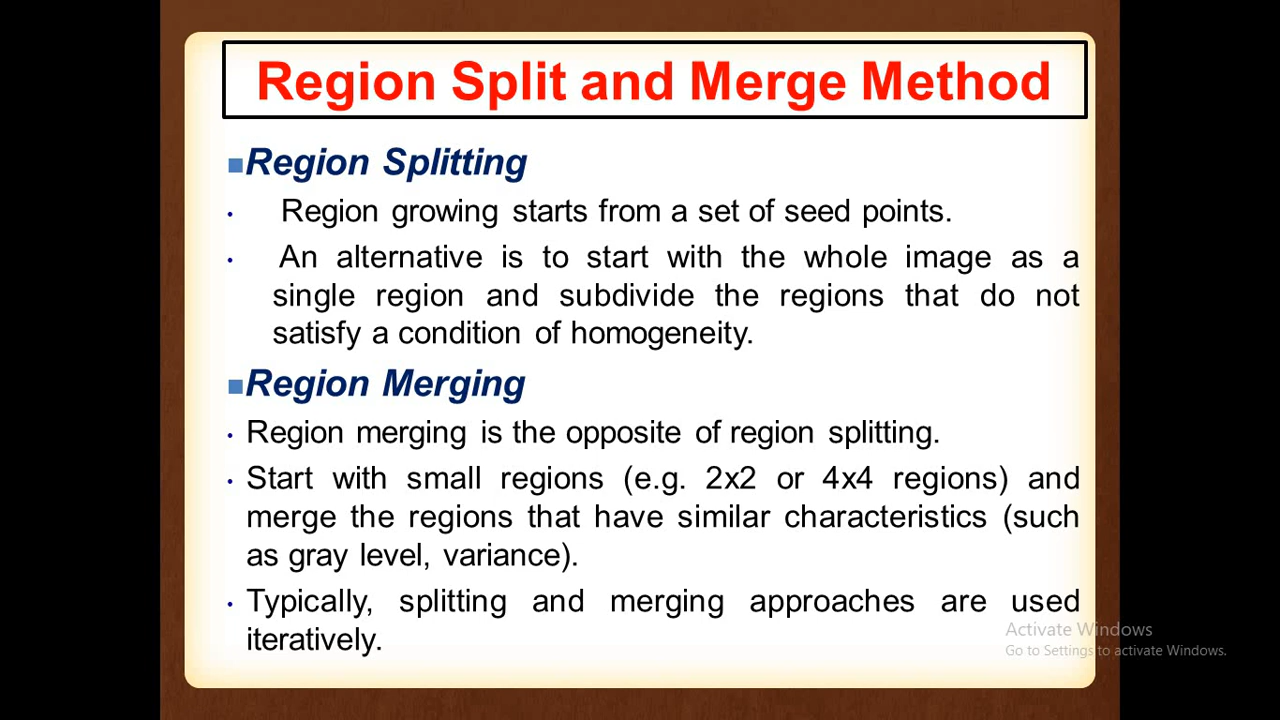 Region Split and Merge Method
Region Splitting
Region growing starts from a set of seed points.
An alternative is to start with the whole image as a
single region and subdivide the regions that do not
satisfy a condition of homogeneity.
Region Merging
Region merging is the opposite of region splitting.
Start with small regions (e.g. 2x2 or 4x4 regions) and
merge the regions that have similar characteristics (such
as gray level, variance).
Typically, splitting and merging approaches are used
iteratively.
Activate Windows
Go to Settings to activate Windows.